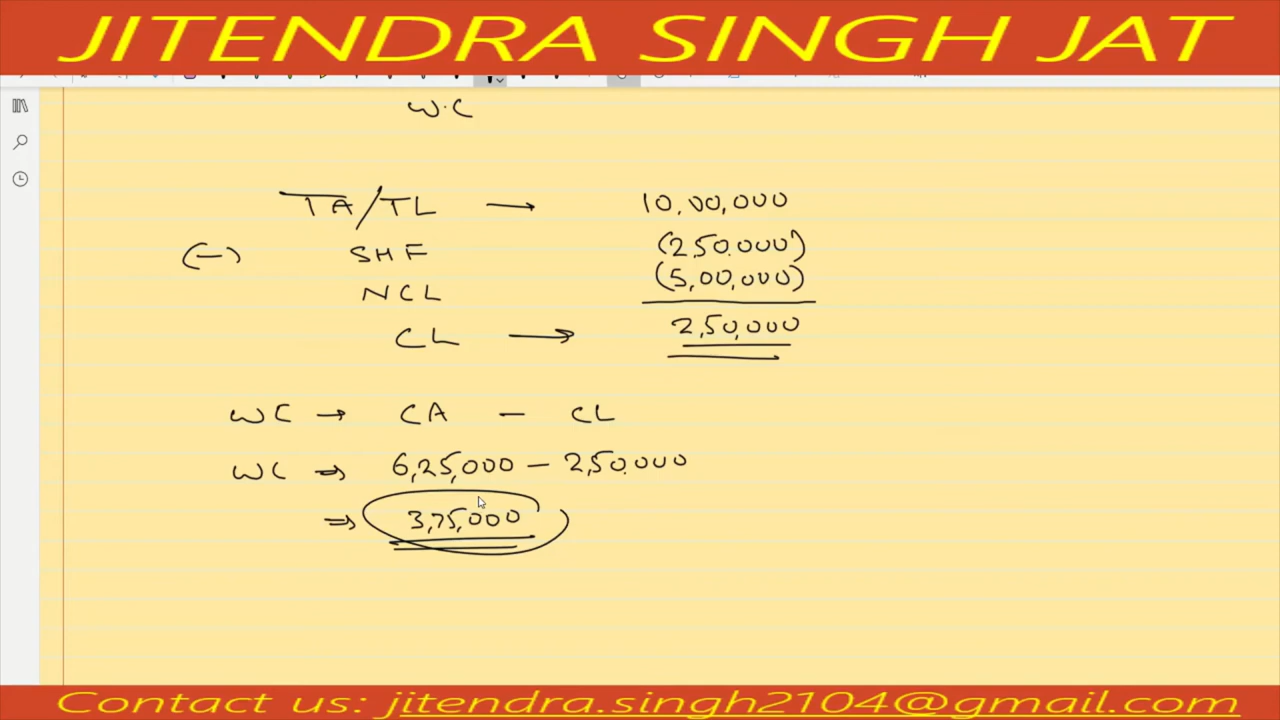 JITENDRA SINGH JAT
W.C
TA/TL → 10,00,000
(-) SHF (2,50,000)
NCL (5,00,000)
CL → 2,50,000
WC → CA - CL
WC ⇒ 6,25,000 - 2,50,000
⇒ 3,75,000
Contact us: jitendra.singh2104@gmail.com